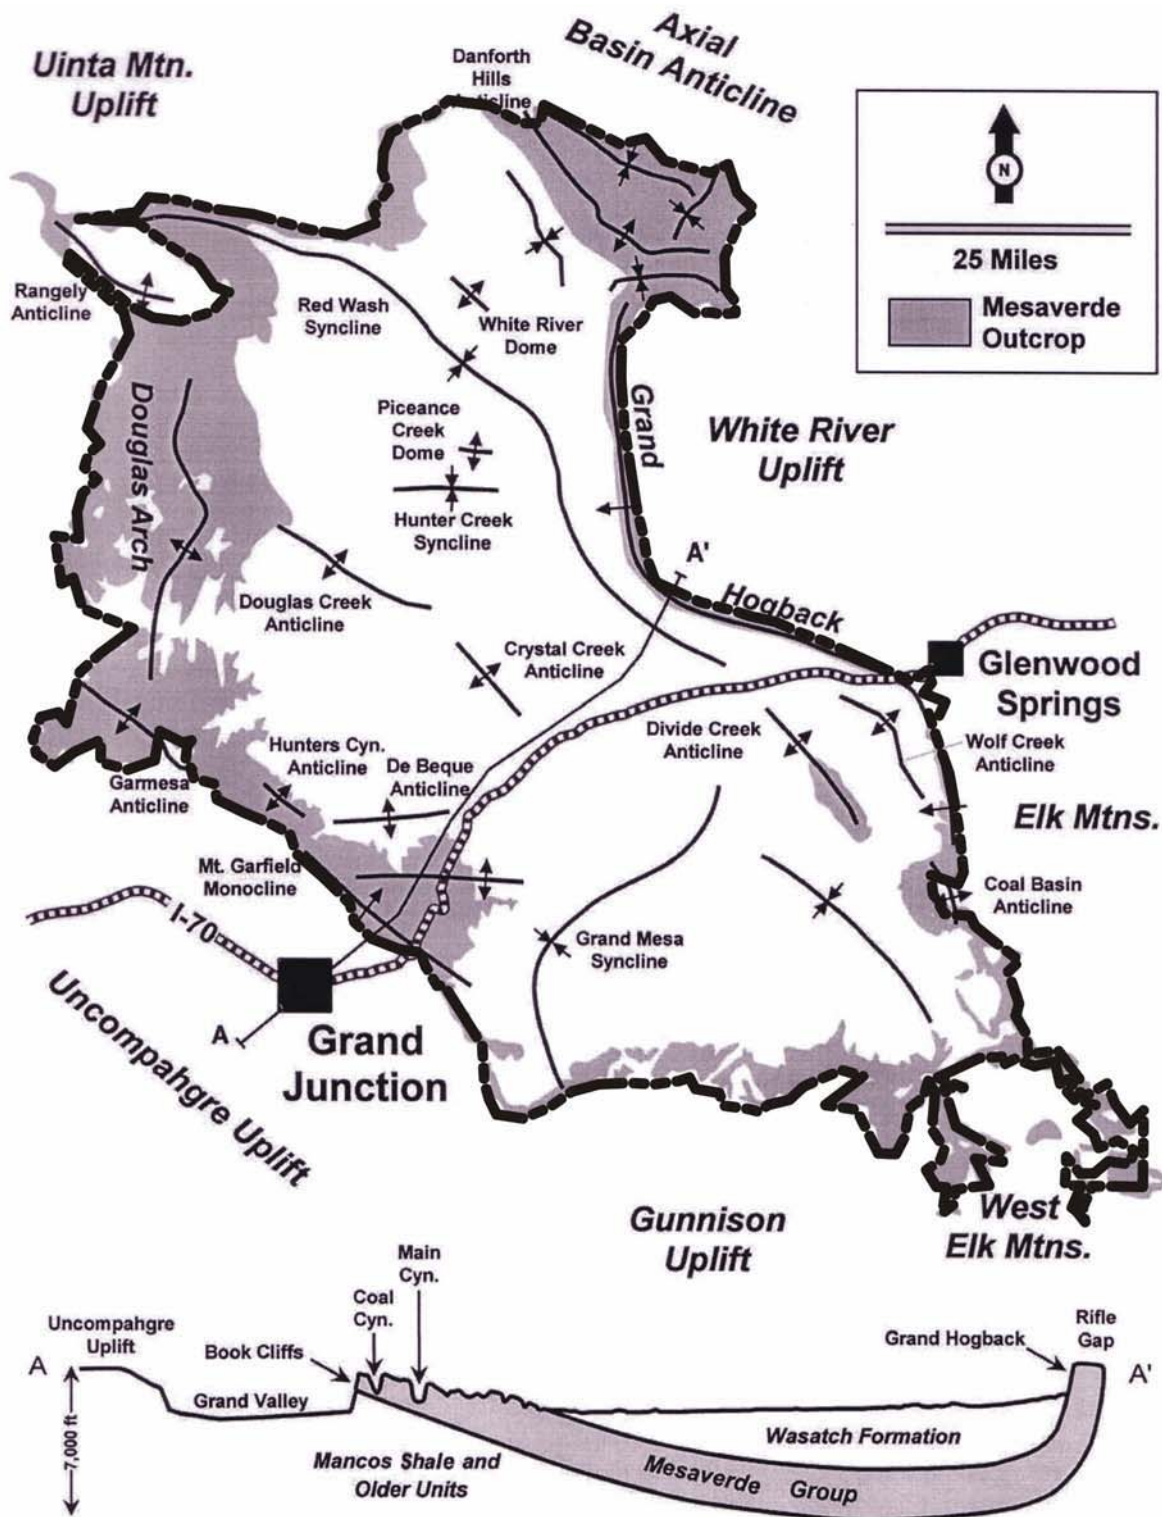 Uinta Mtn.
Uplift
Danforth
Hills
Anticline
Axial
Basin Anticline
N
25 Miles
Mesaverde
Outcrop
Rangely
Anticline
Red Wash
Syncline
White River
Dome
Douglas Arch
Piceance
Creek
Dome
Hunter Creek
Syncline
Grand
White River
Uplift
A'
Hogback
Douglas Creek
Anticline
Crystal Creek
Anticline
Glenwood
Springs
Divide Creek
Anticline
Wolf Creek
Anticline
Hunters Cyn.
Anticline
De Beque
Anticline
Garmesa
Anticline
Elk Mtns.
Mt. Garfield
Monocline
Coal Basin
Anticline
I-70
Grand Mesa
Syncline
Uncompahgre Uplift
A
Grand
Junction
Gunnison
Uplift
West
Elk Mtns.
Main
Cyn.
Coal
Cyn.
Uncompahgre
Uplift
Book Cliffs
Grand Hogback
Rifle
Gap
A
A'
Grand Valley
7,000 ft
Wasatch Formation
Mancos $hale and
Older Units
Mesaverde Group